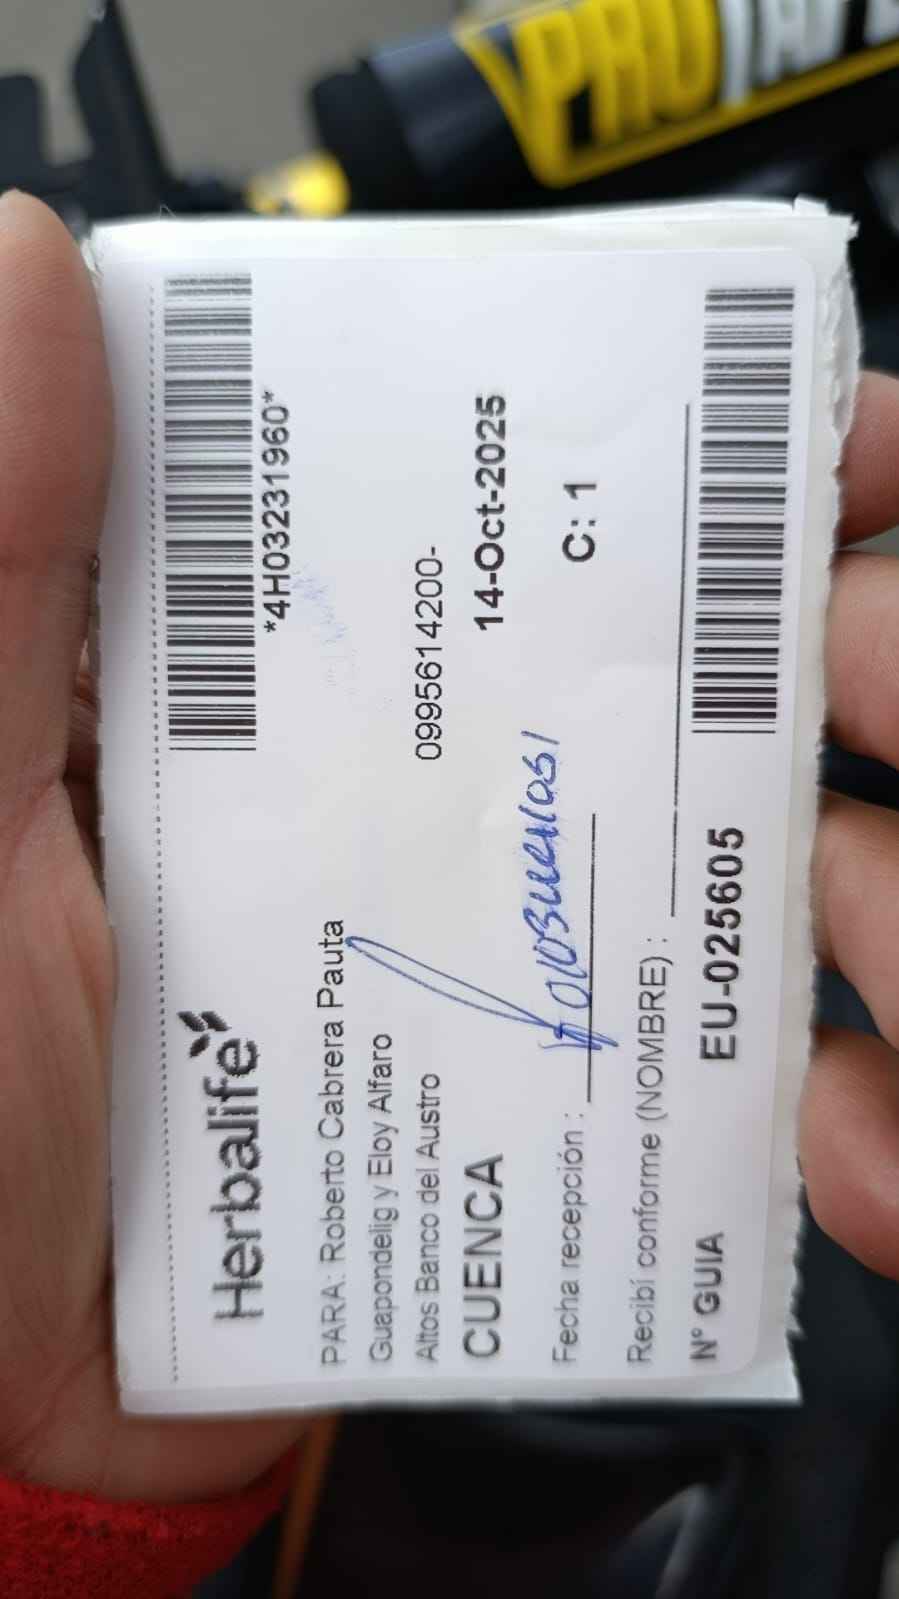 PRO
*4H03231960*
Herbalife
PARA: Roberto Cabrera Pauta
Guapondelig y Eloy Alfaro
Altos Banco del Austro
0995614200-
CUENCA
14-Oct-2025
Fecha recepción :
C: 1
Recibí conforme (NOMBRE) :
N° GUIA
EU-025605